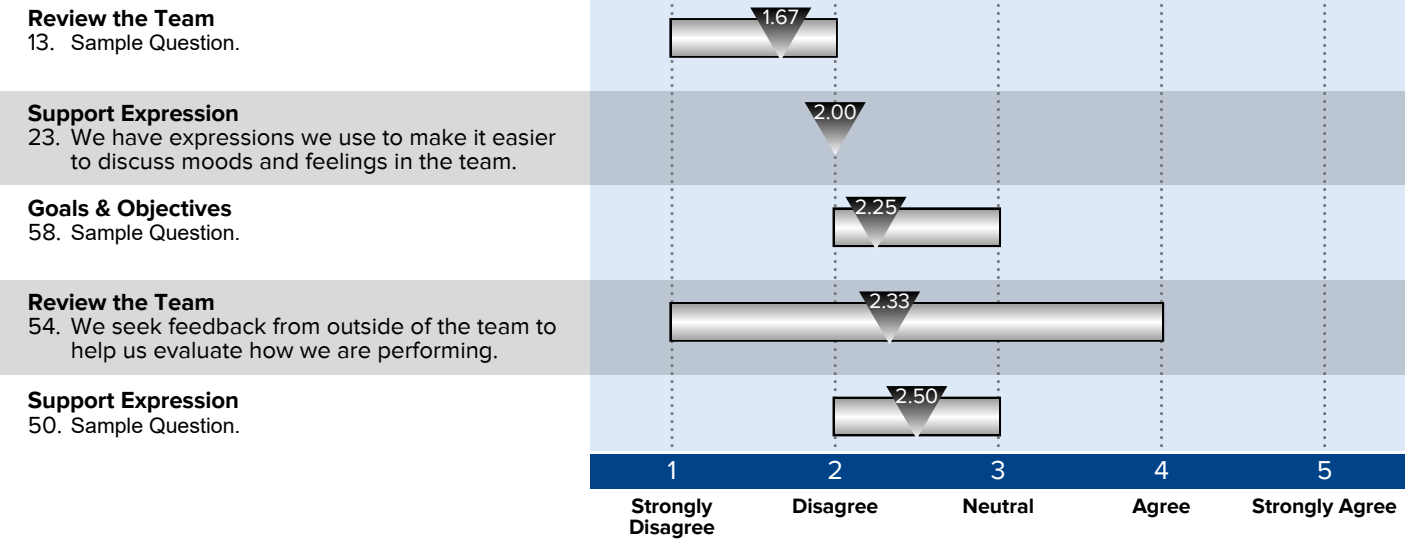 Review the Team
13. Sample Question.
1.67
Support Expression
23. We have expressions we use to make it easier
to discuss moods and feelings in the team.
2.00
Goals & Objectives
58. Sample Question.
2.25
Review the Team
54. We seek feedback from outside of the team to
help us evaluate how we are performing.
2.33
Support Expression
50. Sample Question.
2.50
1 2 3 4 5
Strongly Disagree Disagree Neutral Agree Strongly Agree